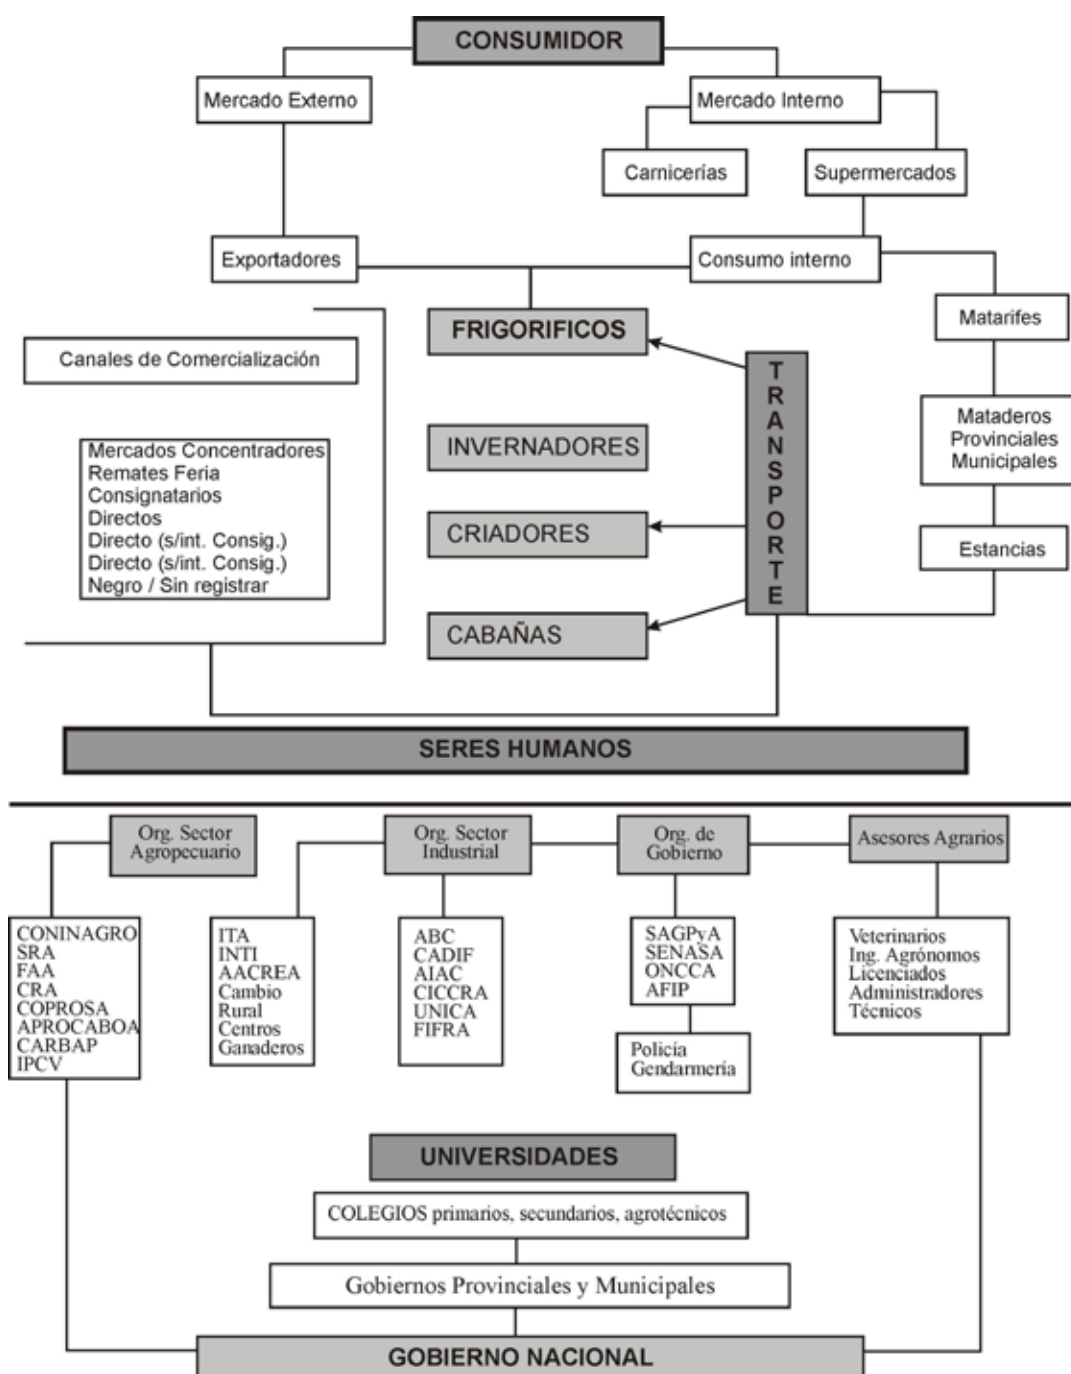 CONSUMIDOR
Mercado Externo
Mercado Interno
Carnicerías
Supermercados
Exportadores
Consumo interno
FRIGORIFICOS
Matarifes
Canales de Comercialización
TRANSPORTE
Mataderos
Provinciales
Municipales
INVERNADORES
Mercados Concentradores
Remates Feria
Consignatarios
Directos
Directo (s/int. Consig.)
Directo (s/int. Consig.)
Negro / Sin registrar
CRIADORES
Estancias
CABAÑAS
SERES HUMANOS
Org. Sector
Agropecuario
Org. Sector
Industrial
Org. de
Gobierno
Asesores Agrarios
CONINAGRO
SRA
FAA
CRA
COPROSA
APROCABOA
CARBAP
IPCV
ITA
INTI
AACREA
Cambio
Rural
Centros
Ganaderos
ABC
CADIF
AIAC
CICCRA
UNICA
FIFRA
SAGPyA
SENASA
ONCCA
AFIP
Policía
Gendarmería
Veterinarios
Ing. Agrónomos
Licenciados
Administradores
Técnicos
UNIVERSIDADES
COLEGIOS primarios, secundarios, agrotécnicos
Gobiernos Provinciales y Municipales
GOBIERNO NACIONAL